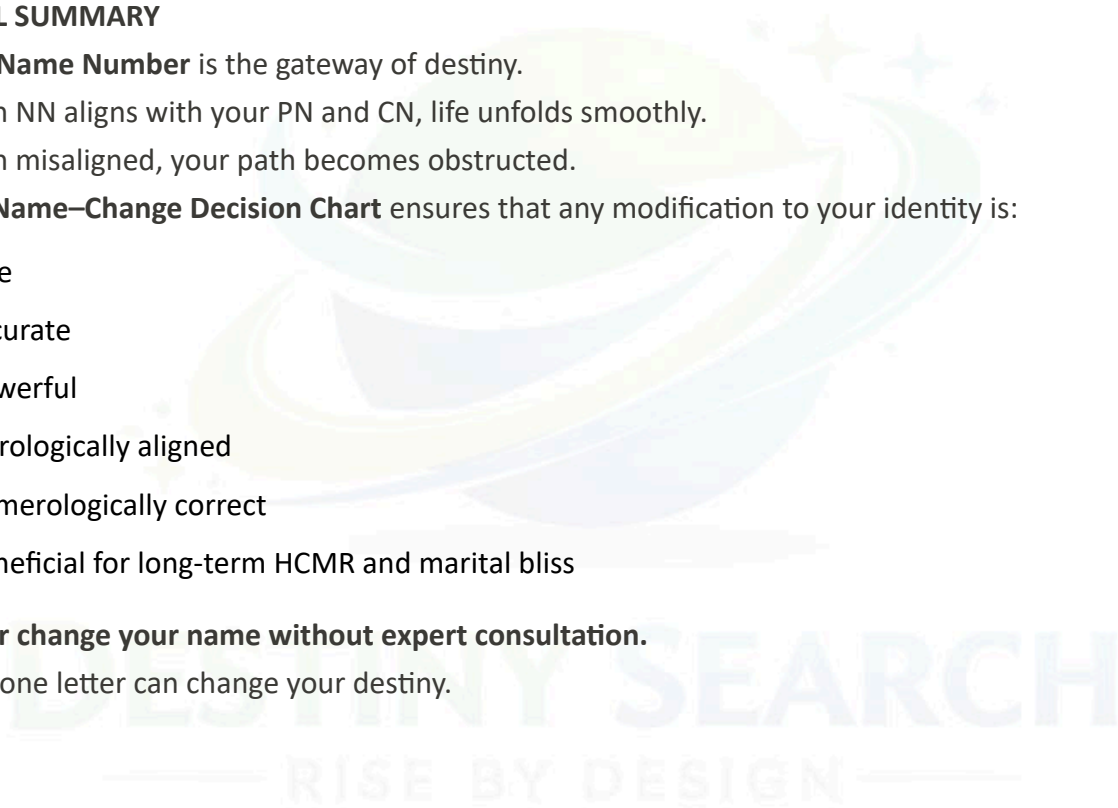 L SUMMARY
Name Number is the gateway of destiny.
n NN aligns with your PN and CN, life unfolds smoothly.
n misaligned, your path becomes obstructed.
Name–Change Decision Chart ensures that any modification to your identity is:
e
curate
werful
rologically aligned
merologically correct
neficial for long-term HCMR and marital bliss
r change your name without expert consultation.
one letter can change your destiny.
DESTINY SEARCH
RISE BY DESIGN